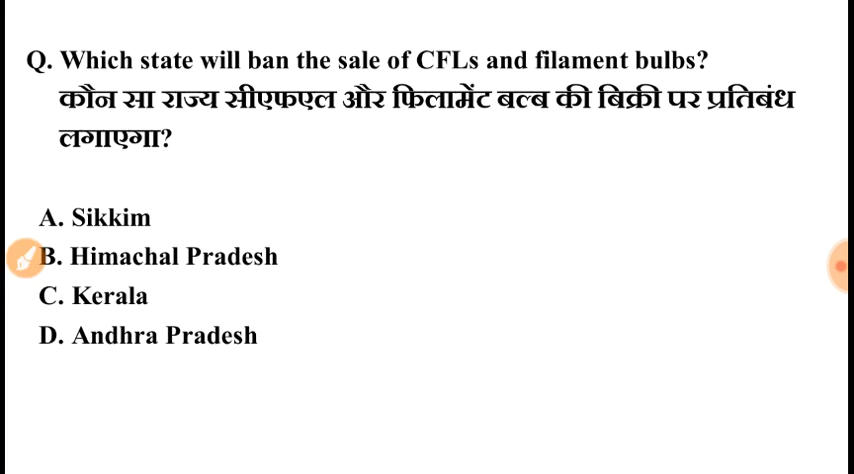 Q. Which state will ban the sale of CFLs and filament bulbs?
कौन सा राज्य सीएफएल और फिलामेंट बल्ब की बिक्री पर प्रतिबंध
लगाएगा?
A. Sikkim
B. Himachal Pradesh
C. Kerala
D. Andhra Pradesh